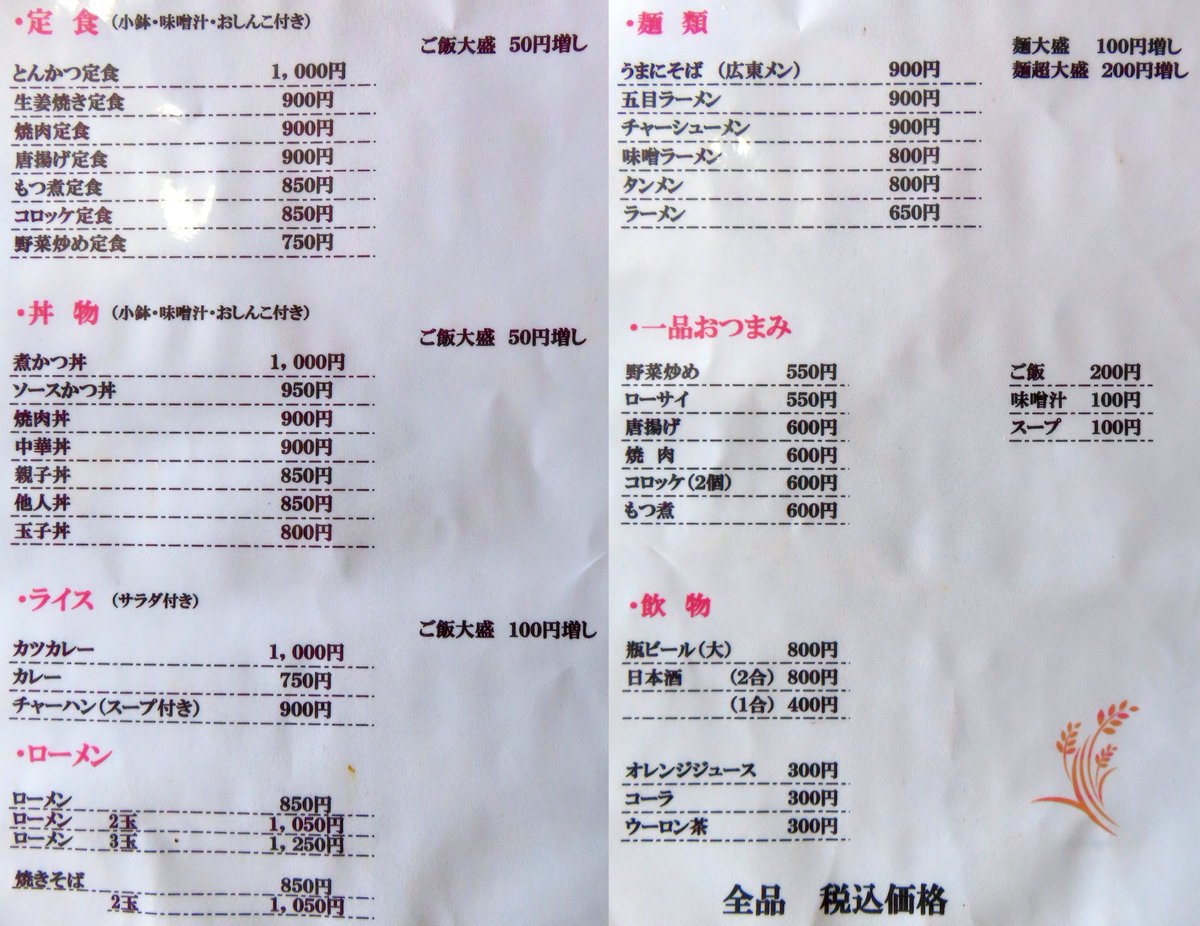 ・定 食 (小鉢・味噌汁・おしんこ付き)
ご飯大盛 50円増し
とんかつ定食 1,000円
生姜焼き定食 900円
焼肉定食 900円
唐揚げ定食 900円
もつ煮定食 850円
コロッケ定食 850円
野菜炒め定食 750円
・丼 物 (小鉢・味噌汁・おしんこ付き)
ご飯大盛 50円増し
煮かつ丼 1,000円
ソースかつ丼 950円
焼肉丼 900円
中華丼 900円
親子丼 850円
他人丼 850円
玉子丼 800円
・ライス (サラダ付き)
ご飯大盛 100円増し
カツカレー 1,000円
カレー 750円
チャーハン(スープ付き) 900円
・ローメン
ローメン 850円
ローメン 2玉 1,050円
ローメン 3玉 1,250円
焼きそば 850円
2玉 1,050円
・麺 類
麺大盛 100円増し
麺超大盛 200円増し
うまにそば (広東メン) 900円
五目ラーメン 900円
チャーシューメン 900円
味噌ラーメン 800円
タンメン 800円
ラーメン 650円
・一品おつまみ
野菜炒め 550円
ローサイ 550円
唐揚げ 600円
焼 肉 600円
コロッケ(2個) 600円
もつ煮 600円
ご飯 200円
味噌汁 100円
スープ 100円
・飲 物
瓶ビール(大) 800円
日本酒 (2合) 800円
(1合) 400円
オレンジジュース 300円
コーラ 300円
ウーロン茶 300円
全品 税込価格